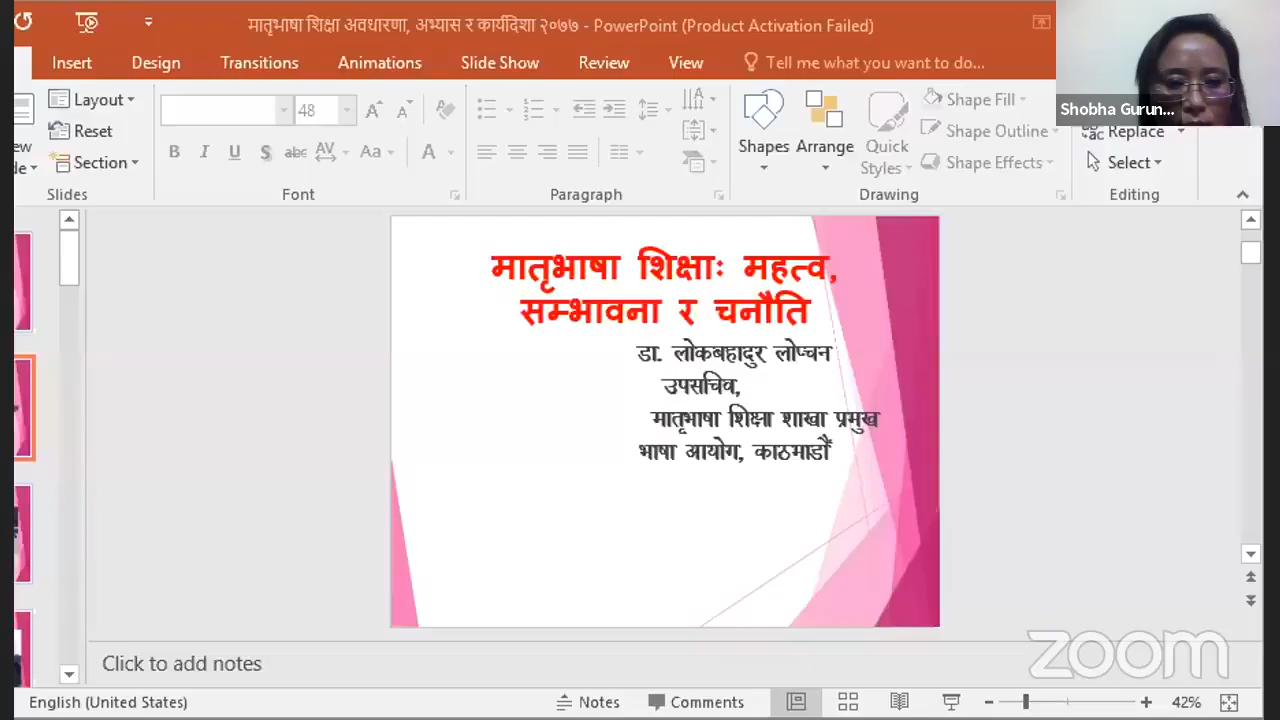 मातृभाषा शिक्षा अवधारणा, अभ्यास र कार्यदिशा २०७७ - PowerPoint (Product Activation Failed)
Insert Design Transitions Animations Slide Show Review View Tell me what you want to do...
Shobha Gurun...
Layout
Reset
Section
Slides
48
B I U S abc AV Aa A
Font
Paragraph
Shapes Arrange Quick Styles
Shape Fill
Shape Outline
Shape Effects
Drawing
Replace
Select
Editing
मातृभाषा शिक्षाः महत्व,
सम्भावना र चनौति
डा. लोकबहादुर लोप्चन
उपसचिव,
मातृभाषा शिक्षा शाखा प्रमुख
भाषा आयोग, काठमाडौं
Click to add notes
zoom
English (United States) Notes Comments 42%